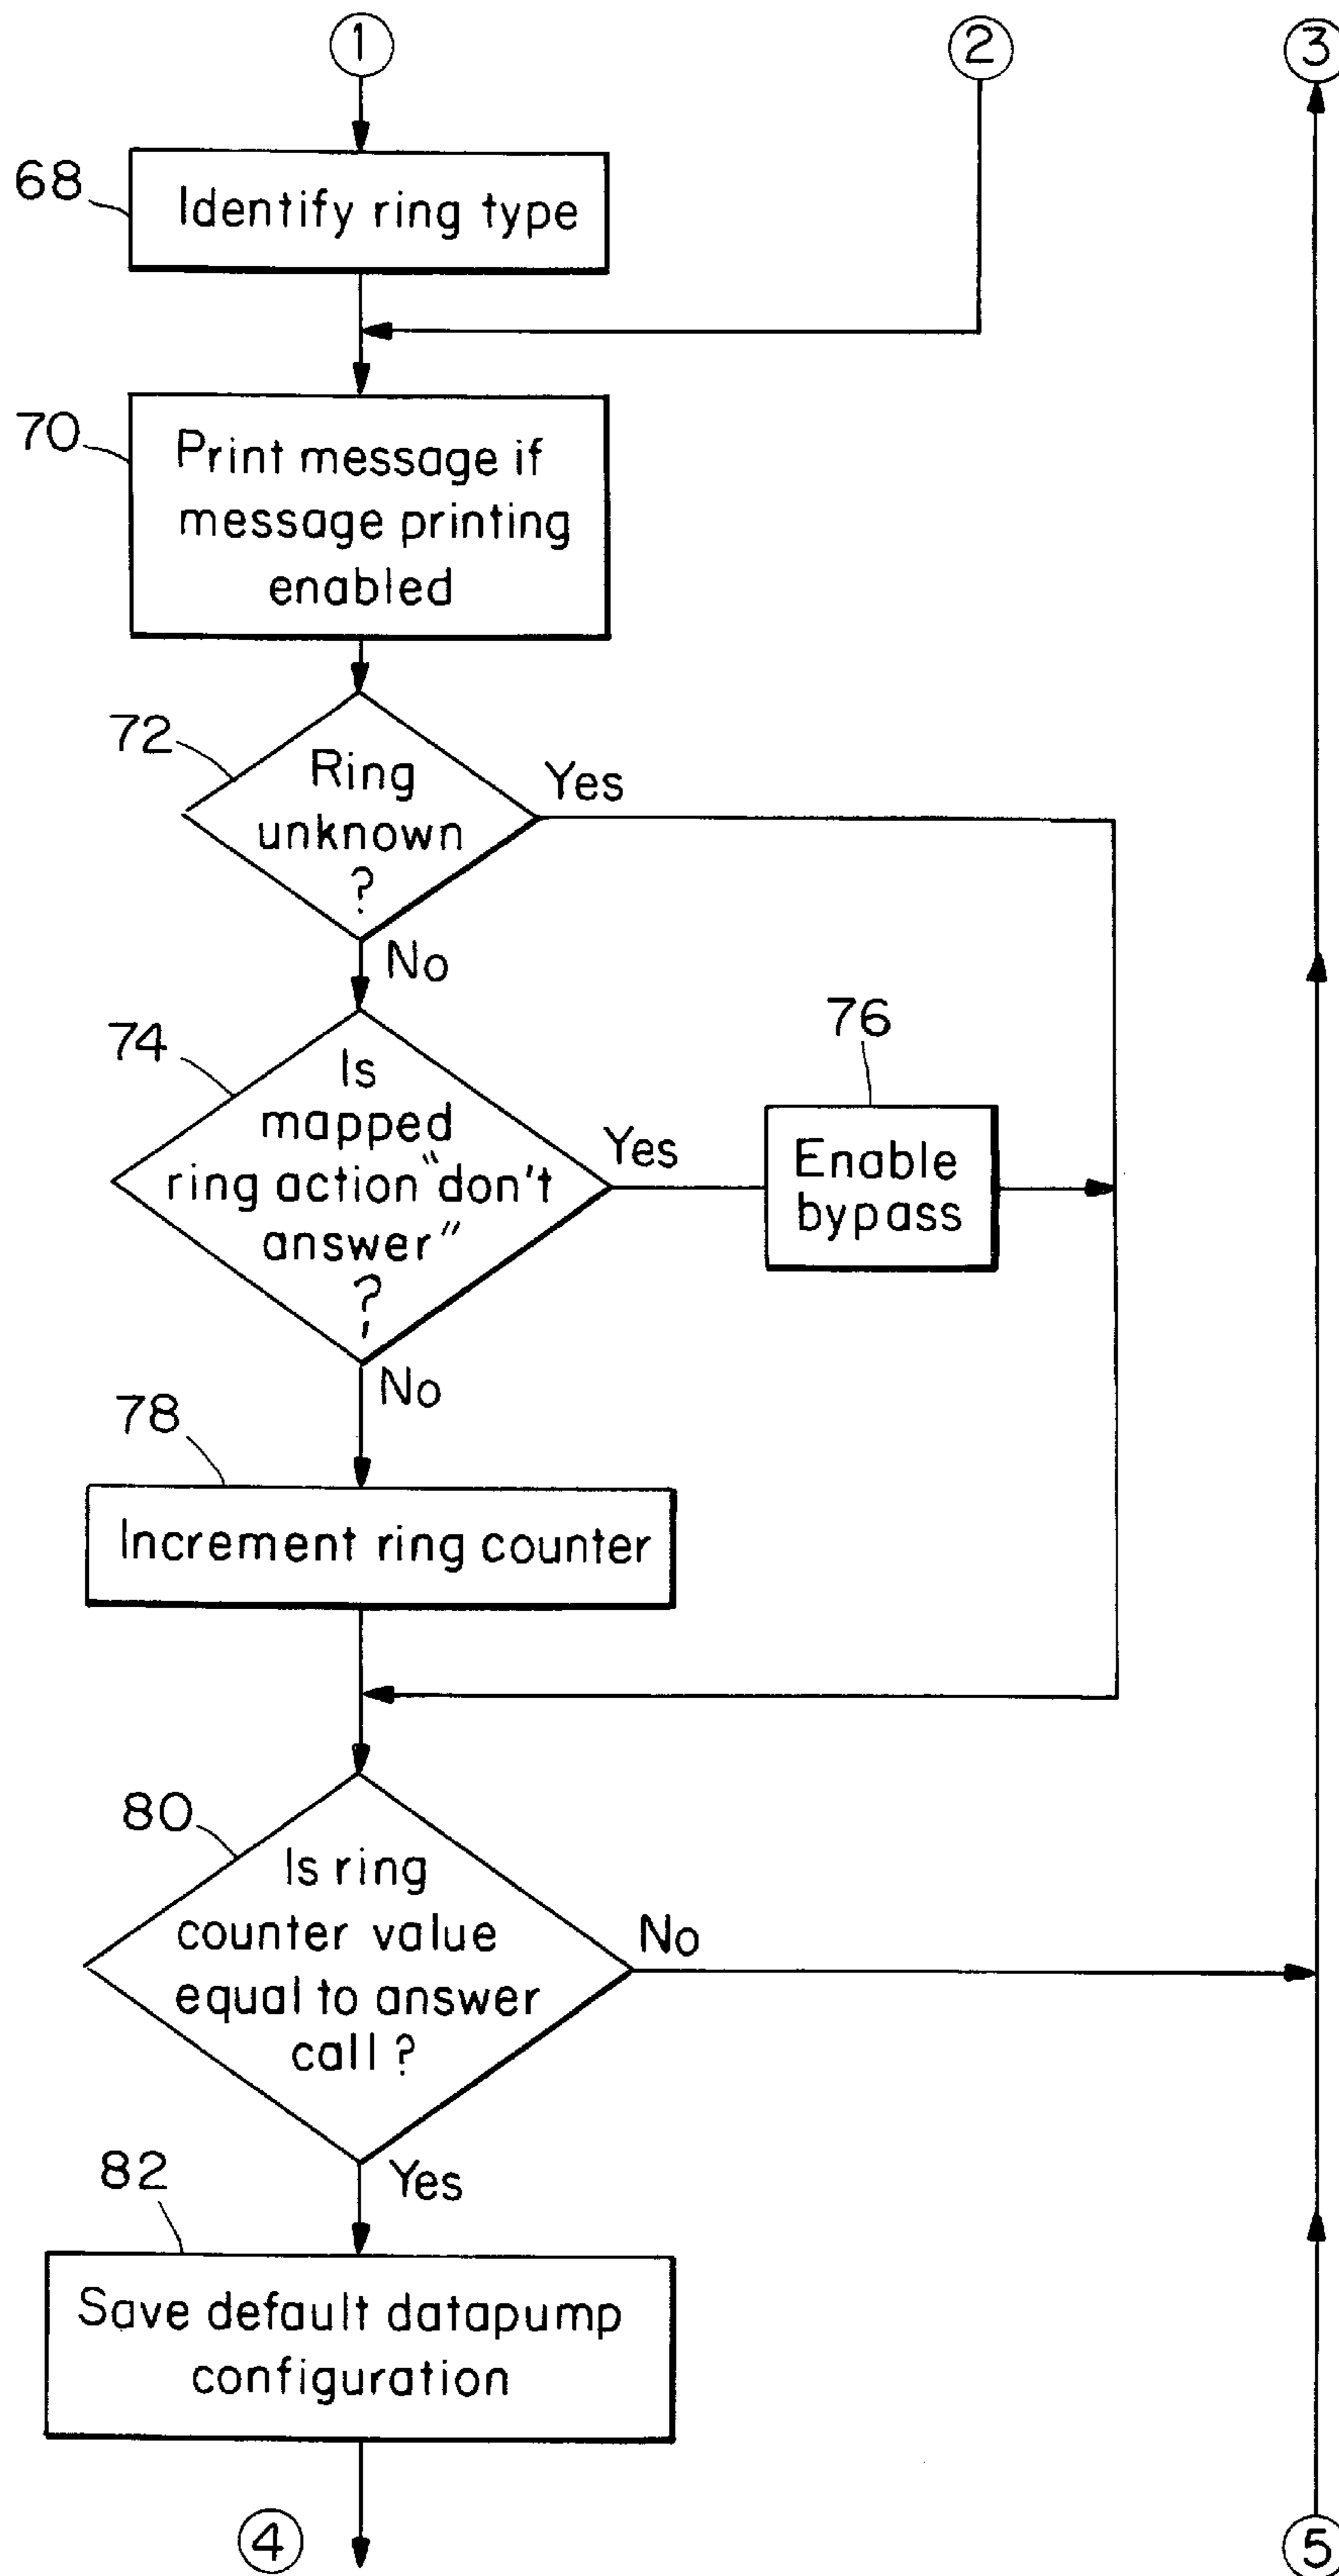 1
2
3
68
Identify ring type
70
Print message if
message printing
enabled
72
Ring
unknown
?
Yes
No
74
Is
mapped
ring action "don't
answer"
?
Yes
76
Enable
bypass
No
78
Increment ring counter
80
Is ring
counter value
equal to answer
call ?
No
Yes
82
Save default datapump
configuration
4
5